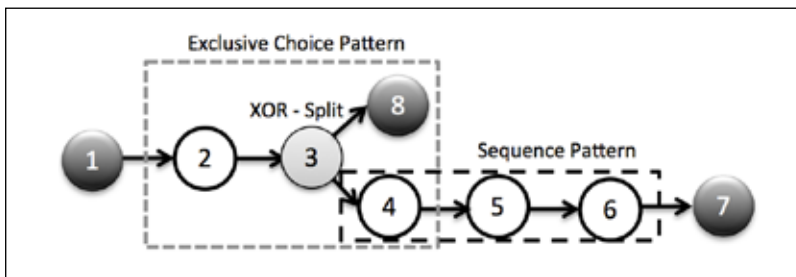 Exclusive Choice Pattern
XOR - Split
8
1
2
3
Sequence Pattern
4
5
6
7